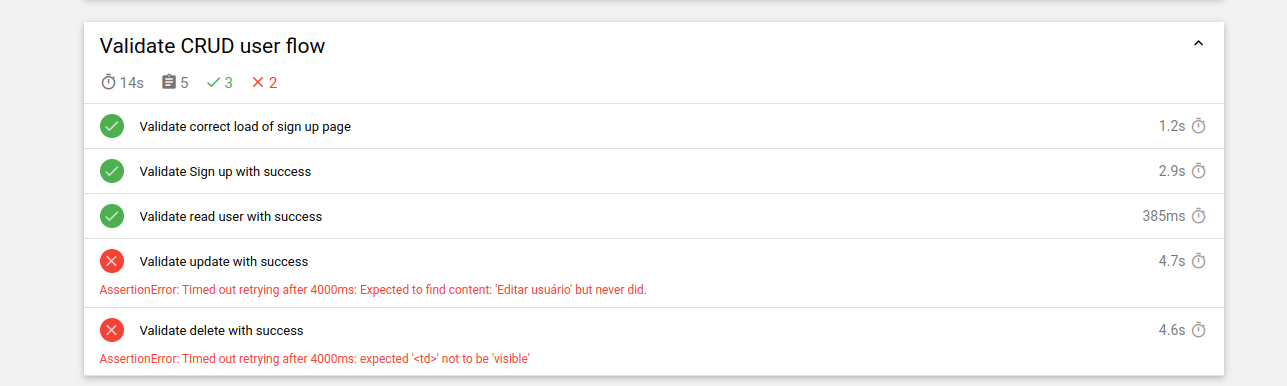 Validate CRUD user flow
14s 5 3 2
Validate correct load of sign up page 1.2s
Validate Sign up with success 2.9s
Validate read user with success 385ms
Validate update with success 4.7s
AssertionError: Timed out retrying after 4000ms: Expected to find content: 'Editar usuário' but never did.
Validate delete with success 4.6s
AssertionError: Timed out retrying after 4000ms: expected '<td>' not to be 'visible'